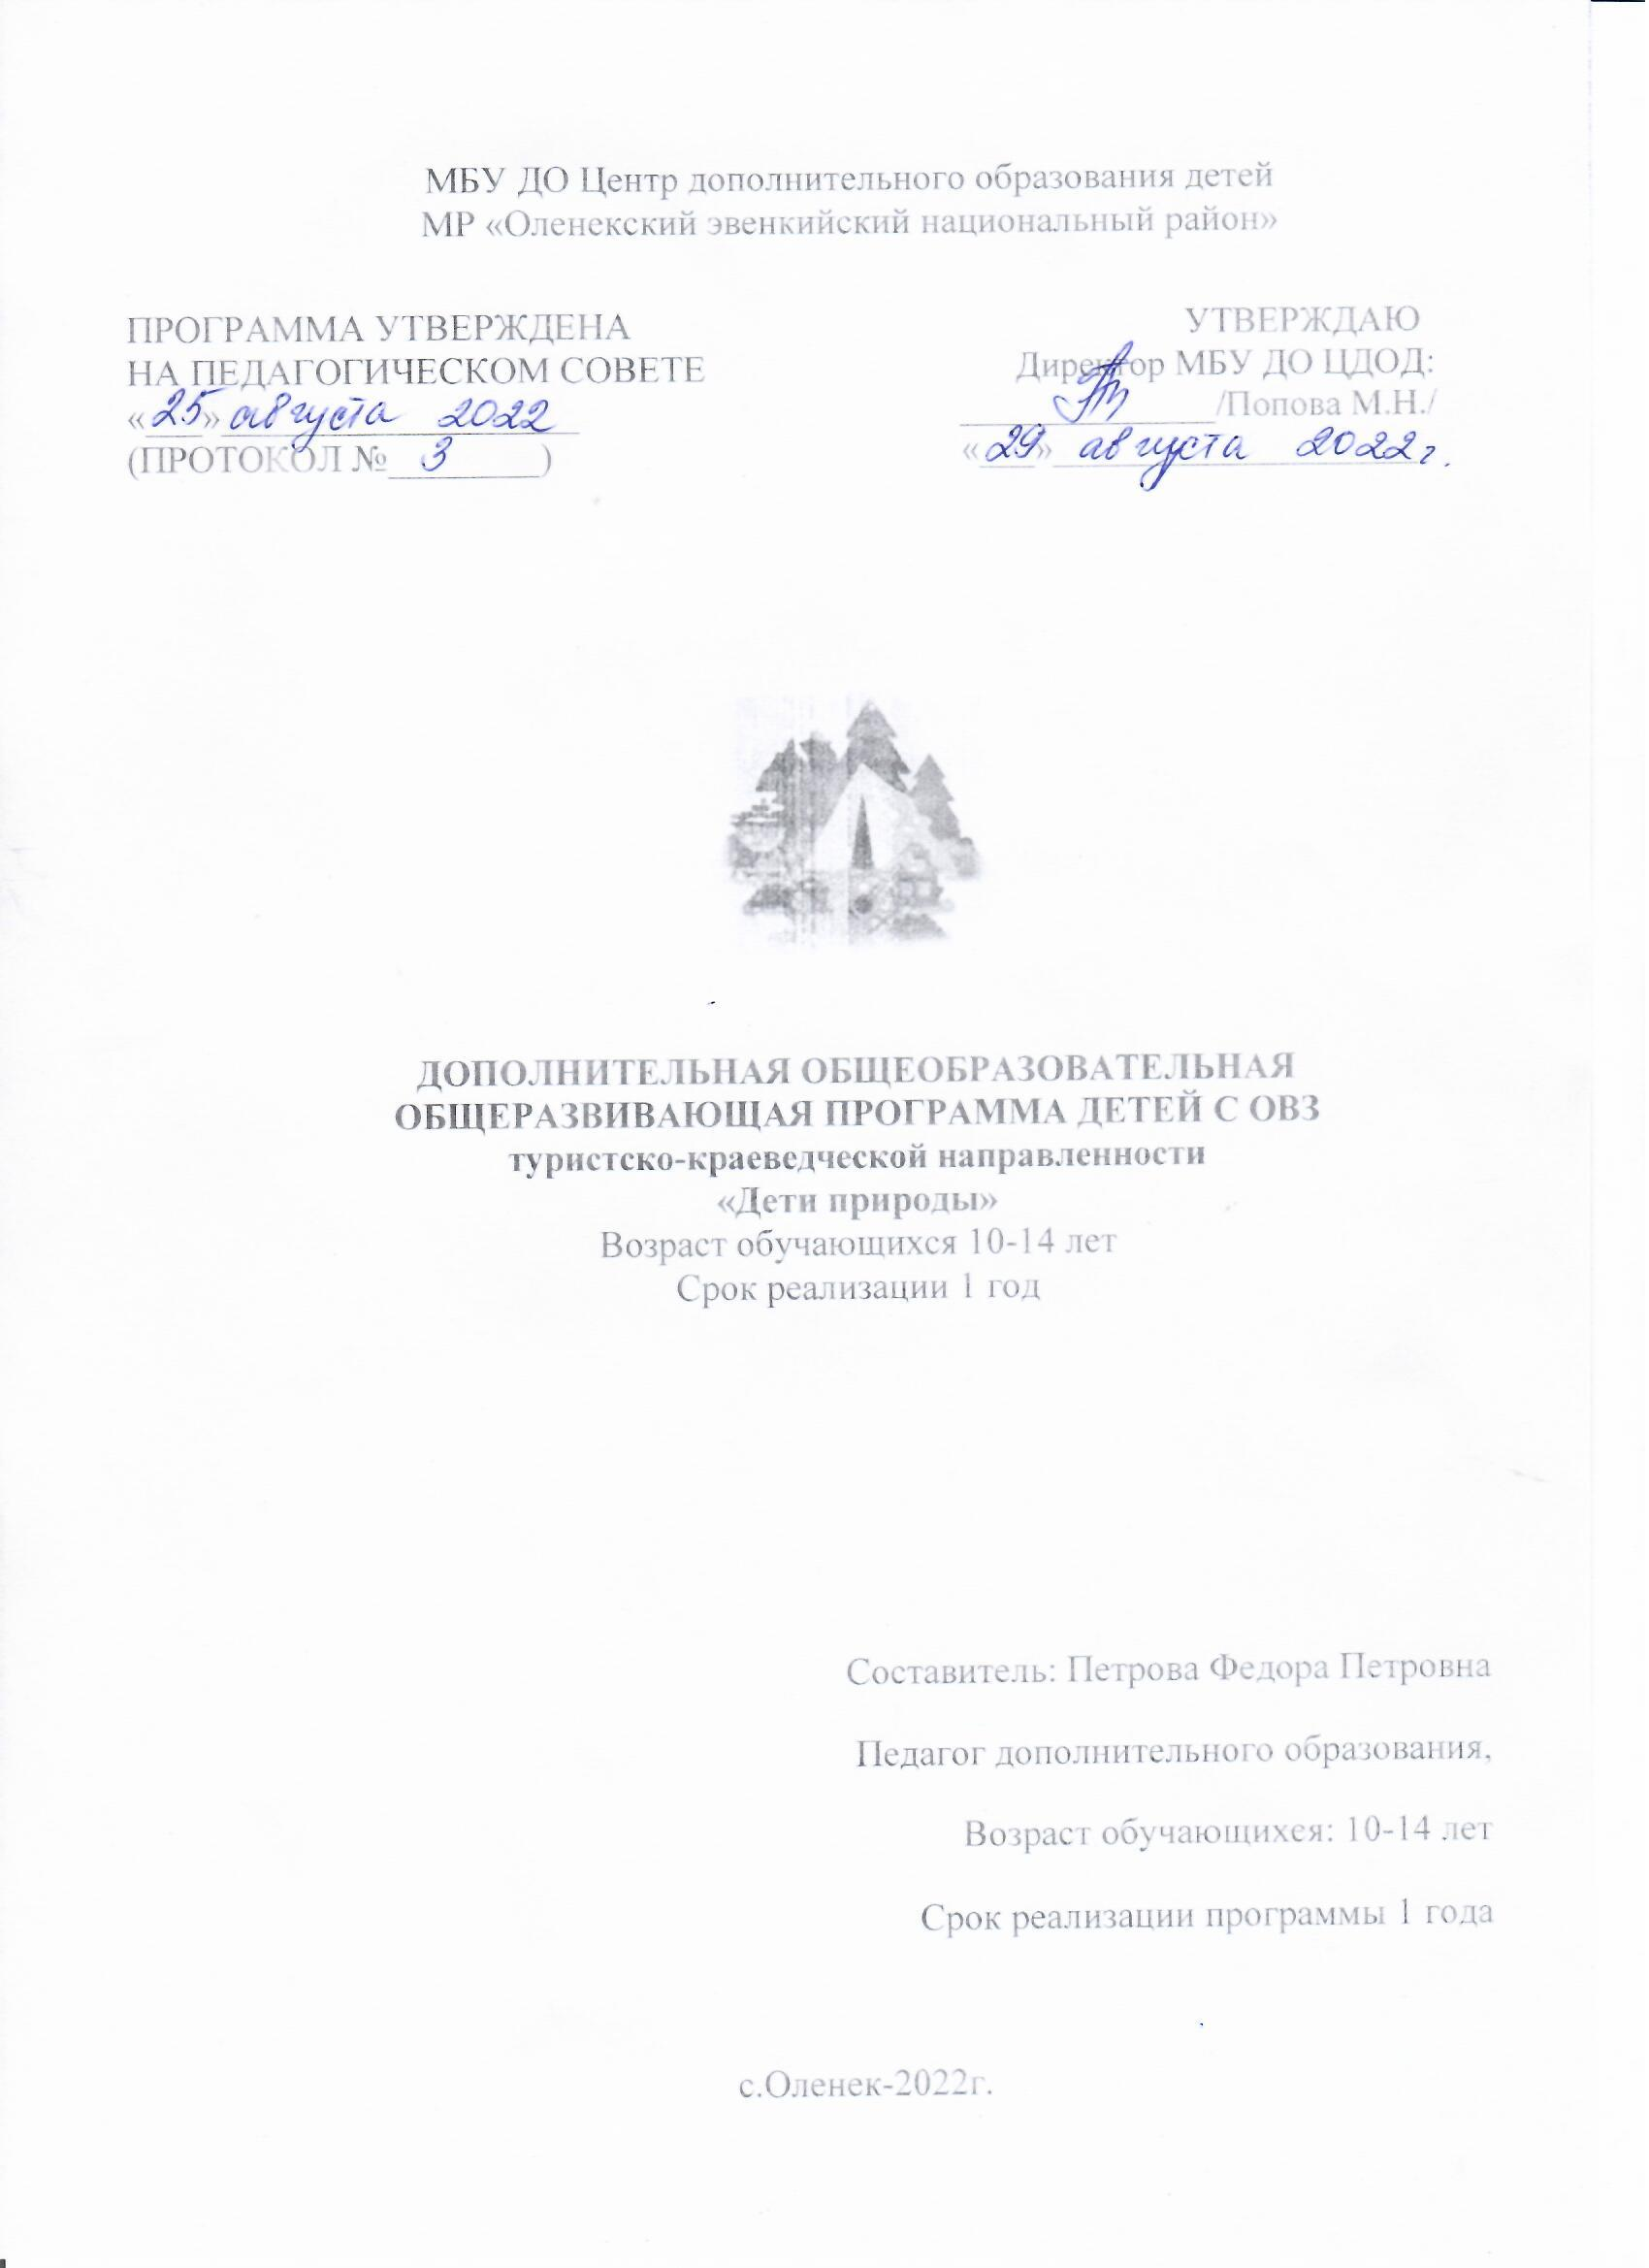 МБУ ДО Центр дополнительного образования детей
МР «Оленекский эвенкийский национальный район»
ПРОГРАММА УТВЕРЖДЕНА
НА ПЕДАГОГИЧЕСКОМ СОВЕТЕ
«25» августа 2022
(ПРОТОКОЛ № 3)
УТВЕРЖДАЮ
Директор МБУ ДО ЦДОД:
/Попова М.Н./
«29» августа 2022 г.
ДОПОЛНИТЕЛЬНАЯ ОБЩЕОБРАЗОВАТЕЛЬНАЯ
ОБЩЕРАЗВИВАЮЩАЯ ПРОГРАММА ДЕТЕЙ С ОВЗ
туристско-краеведческой направленности
«Дети природы»
Возраст обучающихся 10-14 лет
Срок реализации 1 год
Составитель: Петрова Федора Петровна
Педагог дополнительного образования,
Возраст обучающихся: 10-14 лет
Срок реализации программы 1 года
с.Оленек-2022г.